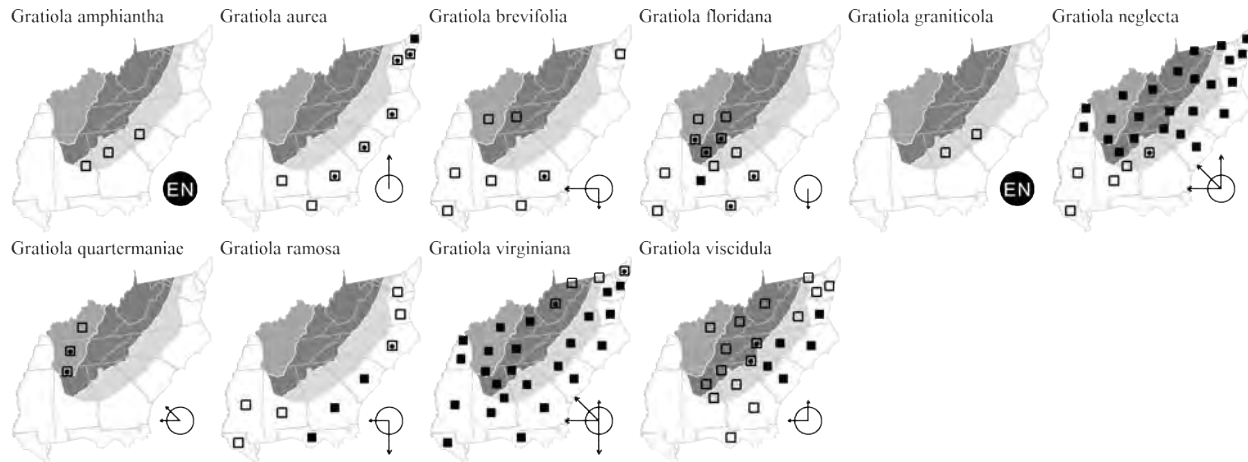 Gratiola amphiantha
Gratiola aurea
Gratiola brevifolia
Gratiola floridana
Gratiola graniticola
Gratiola neglecta
EN
EN
Gratiola quartermaniae
Gratiola ramosa
Gratiola virginiana
Gratiola viscidula